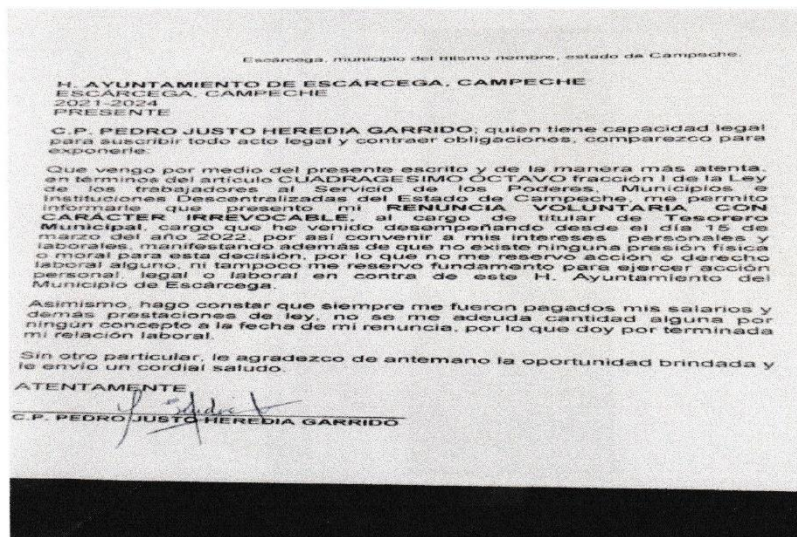 Escárcega, municipio del mismo nombre, estado de Campeche.
H. AYUNTAMIENTO DE ESCÁRCEGA, CAMPECHE
ESCÁRCEGA, CAMPECHE
2021-2024
PRESENTE
C.P. PEDRO JUSTO HEREDIA GARRIDO; quien tiene capacidad legal
para suscribir todo acto legal y contraer obligaciones, comparezco para
exponerle:
Que vengo por medio del presente escrito y de la manera más atenta,
en términos del artículo CUADRAGESIMO OCTAVO fracción I de la Ley
de los trabajadores al Servicio de los Poderes, Municipios e
Instituciones Descentralizadas del Estado de Campeche, me permito
informarle que presento mi RENUNCIA VOLUNTARIA CON
CARÁCTER IRREVOCABLE, al cargo de titular de Tesorero
Municipal, cargo que he venido desempeñando desde el día 15 de
marzo del año 2022, por así convenir a mis intereses personales y
laborales, manifestando además de que no existe ninguna presión física
o moral para esta decisión, por lo que no me reservo acción o derecho
laboral alguno, ni tampoco me reservo fundamento para ejercer acción
personal, legal o laboral en contra de este H. Ayuntamiento del
Municipio de Escárcega.
Asimismo, hago constar que siempre me fueron pagados mis salarios y
demás prestaciones de ley, no se me adeuda cantidad alguna por
ningún concepto a la fecha de mi renuncia, por lo que doy por terminada
mi relación laboral.
Sin otro particular, le agradezco de antemano la oportunidad brindada y
le envío un cordial saludo.
ATENTAMENTE
C.P. PEDRO JUSTO HEREDIA GARRIDO